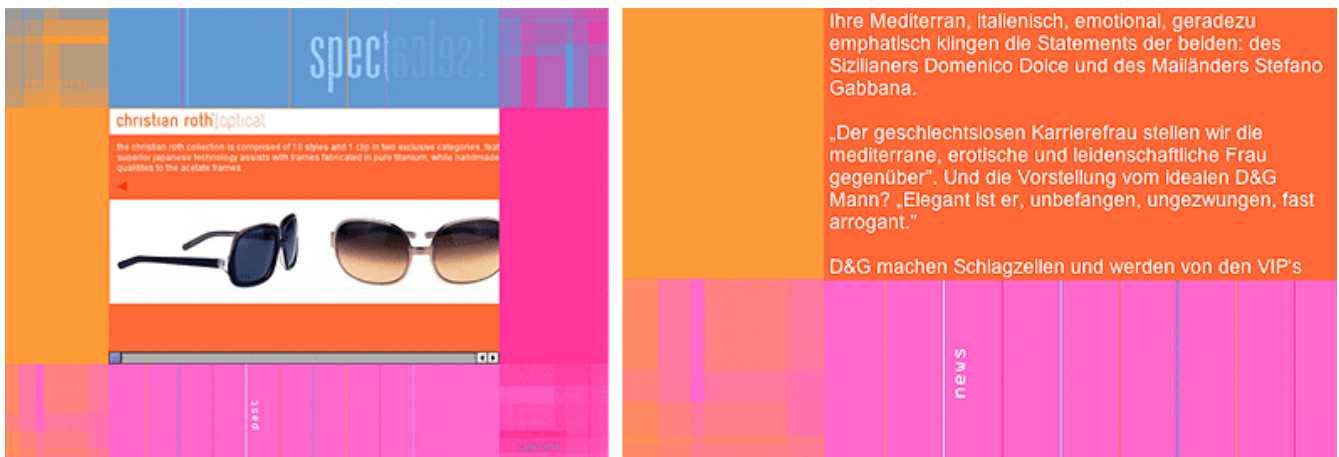 spectacles!
technology
christian roth|optical
the christian roth collection is comprised of 18 styles and 1 clip in two exclusive categories, feat
superior japanese technology assists with frames fabricated in pure titanium, while handmade
qualitites to the acetate frames.
past
Ihre Mediterran, italienisch, emotional, geradezu
emphatisch klingen die Statements der beiden: des
Sizilianers Domenico Dolce und des Mailänders Stefano
Gabbana.
„Der geschlechtslosen Karrierefrau stellen wir die
mediterrane, erotische und leidenschaftliche Frau
gegenüber". Und die Vorstellung vom idealen D&G
Mann? „Elegant ist er, unbefangen, ungezwungen, fast
arrogant."
D&G machen Schlagzeilen und werden von den VIP's
news